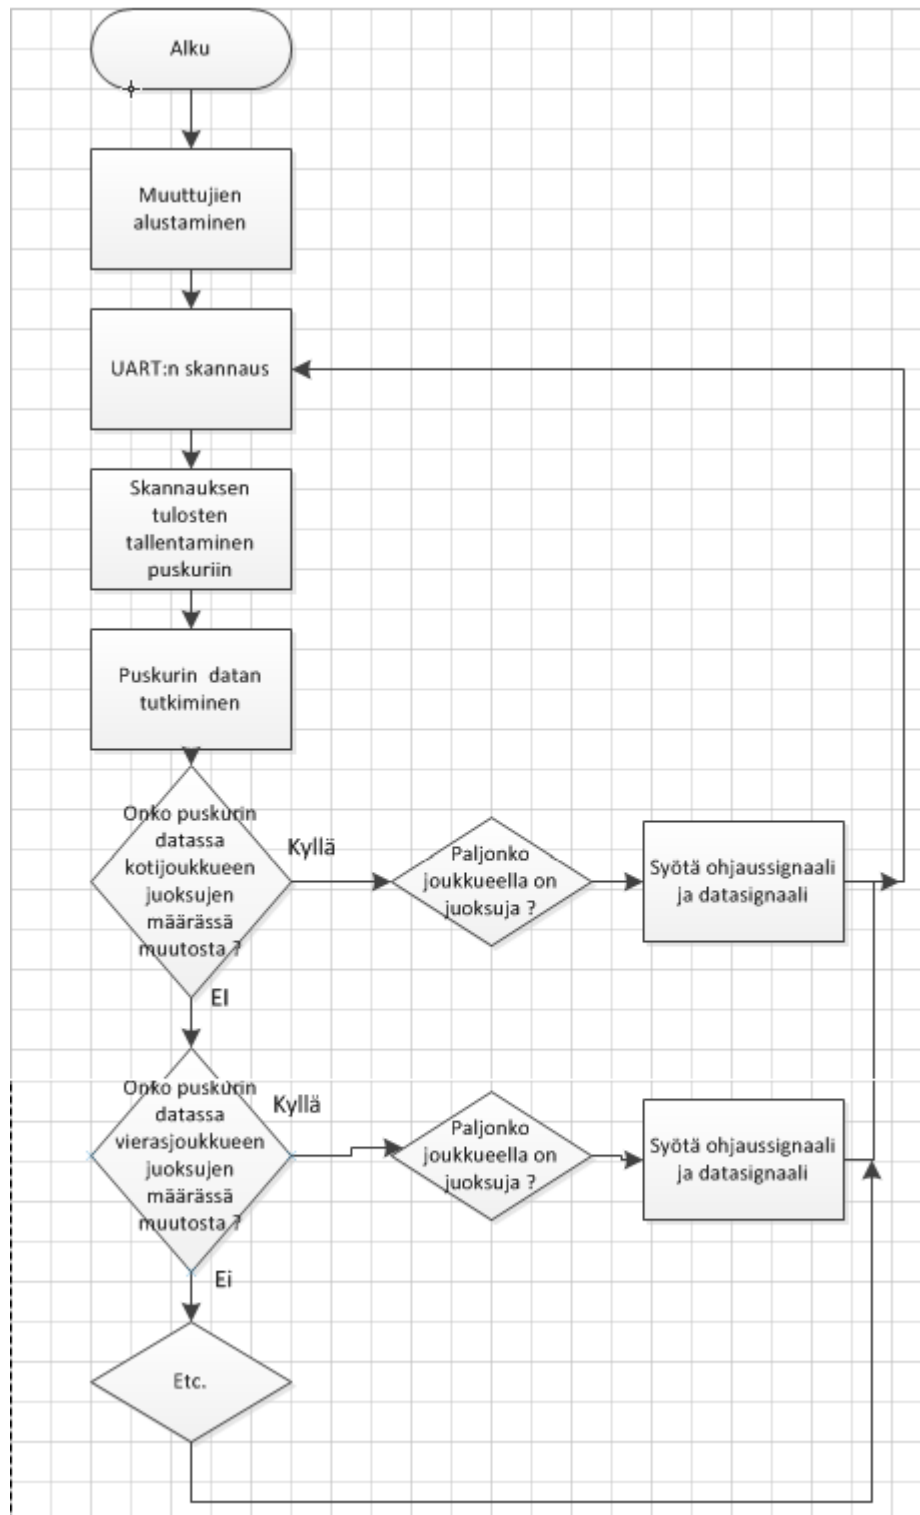 Alku
Muuttujien
alustaminen
UART:n skannaus
Skannauksen
tulosten
tallentaminen
puskuriin
Puskurin datan
tutkiminen
Onko puskurin
datassa
kotijoukkueen
juoksujen
määrässä
muutosta ?
Kyllä
Paljonko
joukkueella on
juoksuja ?
Syötä ohjaussignaali
ja datasignaali
EI
Onko puskurin
datassa
vierasjoukkueen
juoksujen
määrässä
muutosta ?
Kyllä
Paljonko
joukkueella on
juoksuja ?
Syötä ohjaussignaali
ja datasignaali
Ei
Etc.